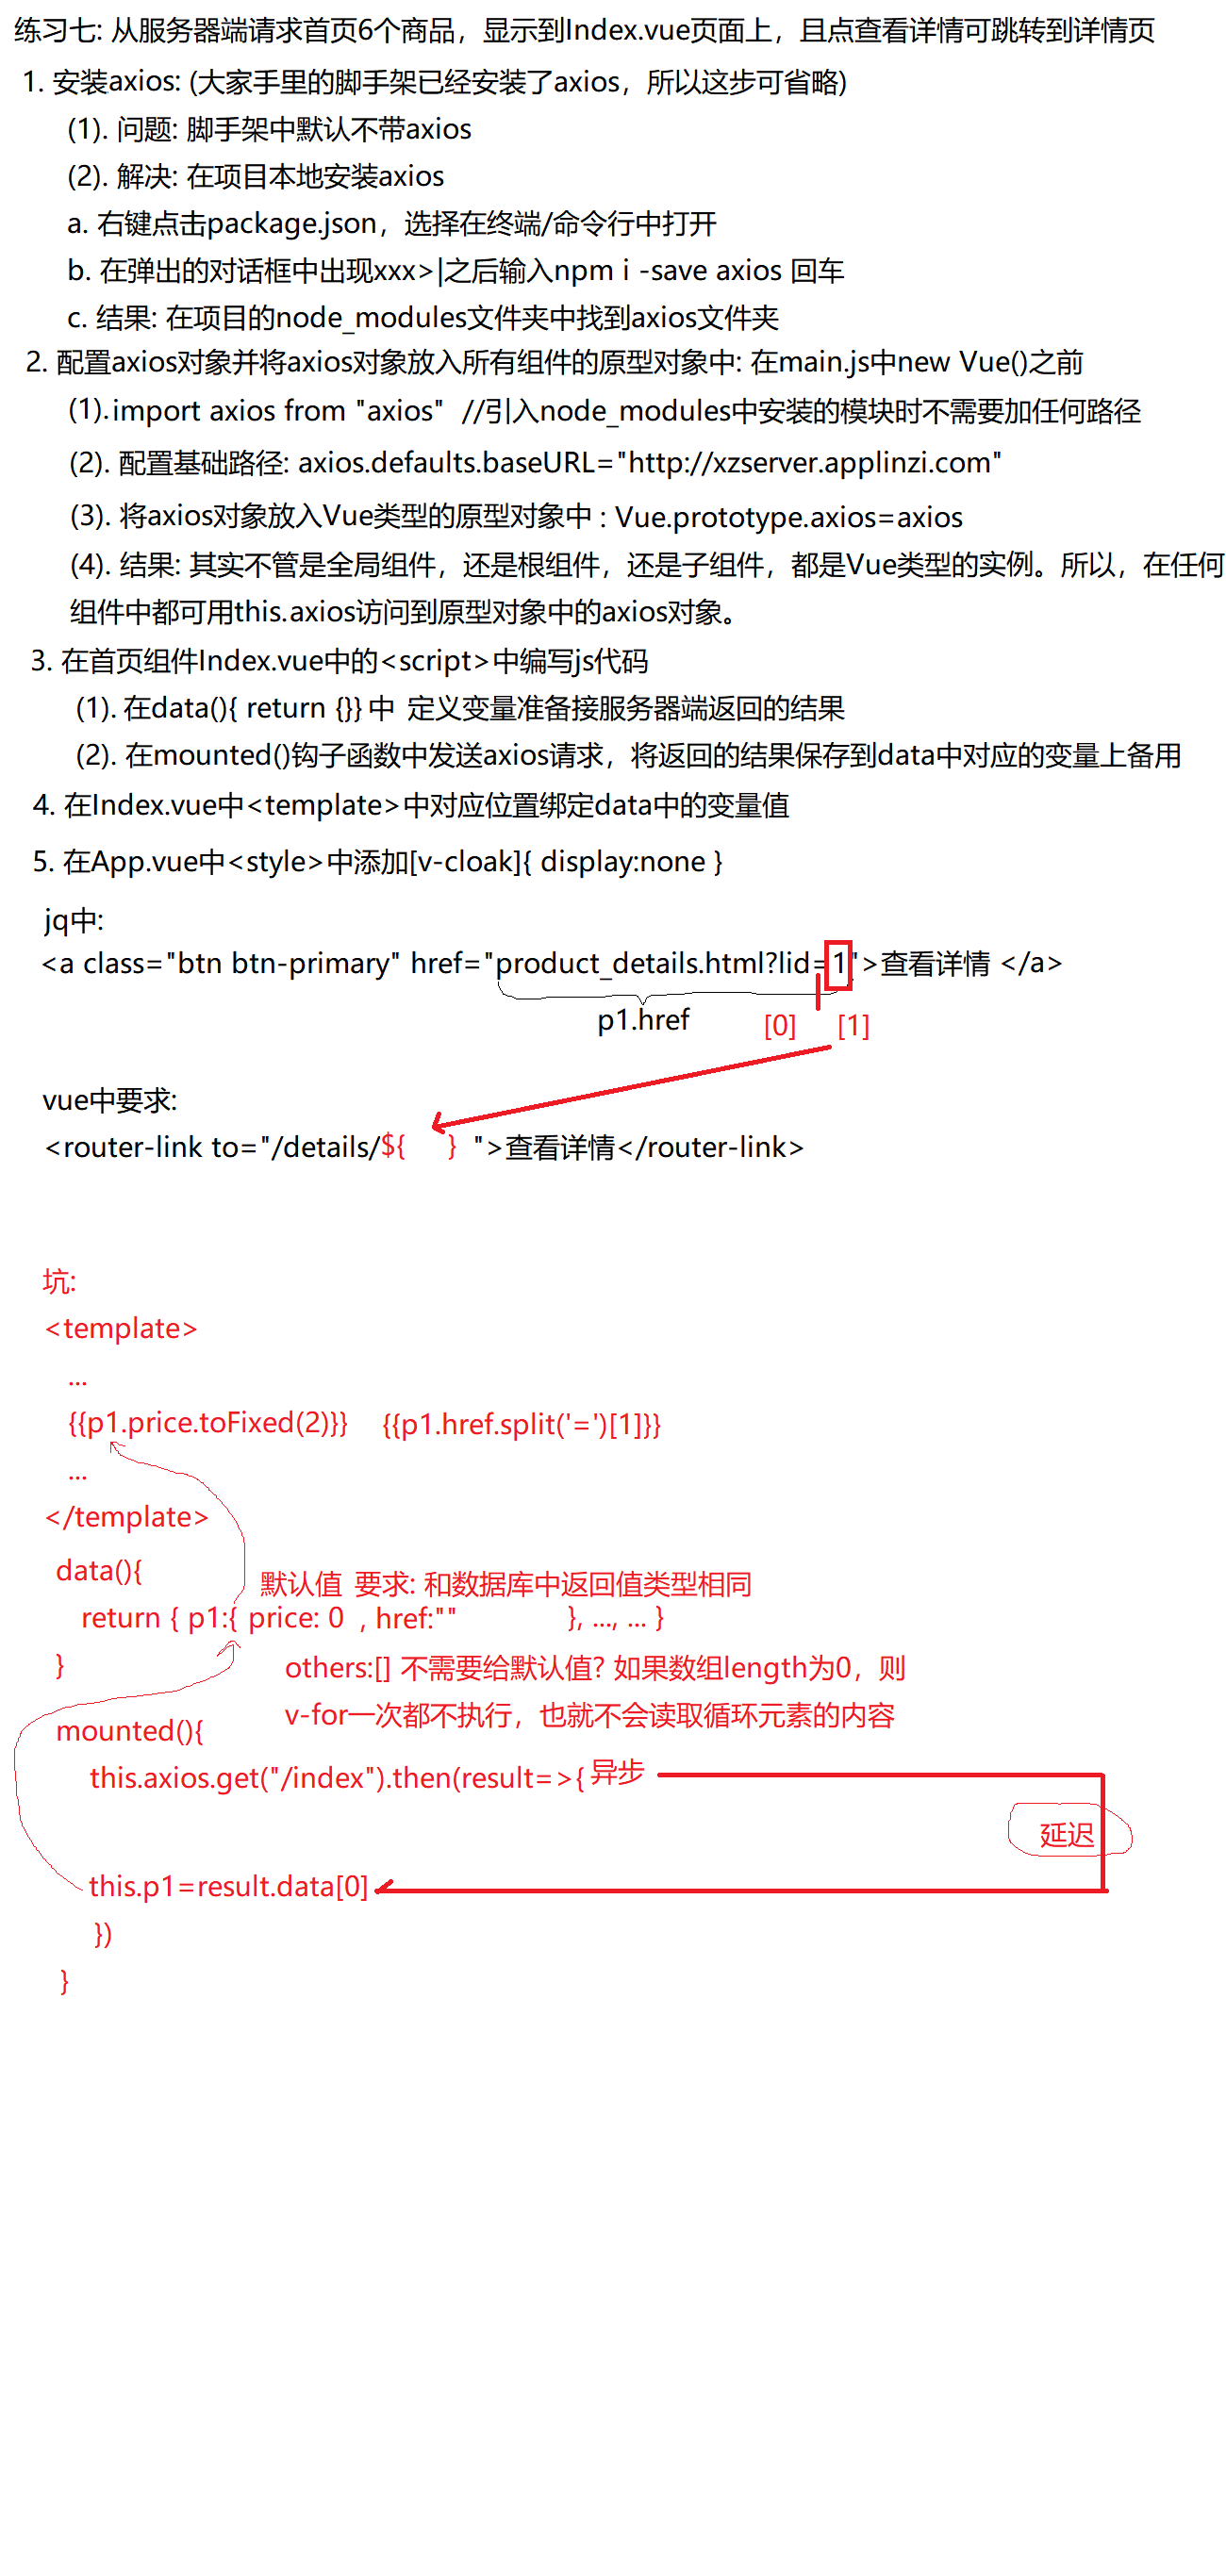 练习七: 从服务器端请求首页6个商品，显示到Index.vue页面上，且点查看详情可跳转到详情页
1. 安装axios: (大家手里的脚手架已经安装了axios，所以这步可省略)
(1). 问题: 脚手架中默认不带axios
(2). 解决: 在项目本地安装axios
a. 右键点击package.json，选择在终端/命令行中打开
b. 在弹出的对话框中出现xxx>|之后输入npm i -save axios 回车
c. 结果: 在项目的node_modules文件夹中找到axios文件夹
2. 配置axios对象并将axios对象放入所有组件的原型对象中: 在main.js中new Vue()之前
(1). import axios from "axios"  //引入node_modules中安装的模块时不需要加任何路径
(2). 配置基础路径: axios.defaults.baseURL="http://xzserver.applinzi.com"
(3). 将axios对象放入Vue类型的原型对象中 : Vue.prototype.axios=axios
(4). 结果: 其实不管是全局组件，还是根组件，还是子组件，都是Vue类型的实例。所以，在任何
组件中都可用this.axios访问到原型对象中的axios对象。
3. 在首页组件Index.vue中的<script>中编写js代码
(1). 在data(){ return {}} 中  定义变量准备接服务器端返回的结果
(2). 在mounted()钩子函数中发送axios请求，将返回的结果保存到data中对应的变量上备用
4. 在Index.vue中<template>中对应位置绑定data中的变量值
5. 在App.vue中<style>中添加[v-cloak]{ display:none }
jq中:
<a class="btn btn-primary" href="product_details.html?lid=1">查看详情 </a>
p1.href [0] [1]
vue中要求:
<router-link to="/details/${ } ">查看详情</router-link>
坑:
<template>
...
{{p1.price.toFixed(2)}} {{p1.href.split('=')[1]}}
...
</template>
data(){
默认值 要求: 和数据库中返回值类型相同
return { p1:{ price: 0 , href:"" }, ..., ... }
}
others:[] 不需要给默认值? 如果数组length为0，则
v-for一次都不执行，也就不会读取循环元素的内容
mounted(){
this.axios.get("/index").then(result=>{ 异步
延迟
this.p1=result.data[0]
})
}